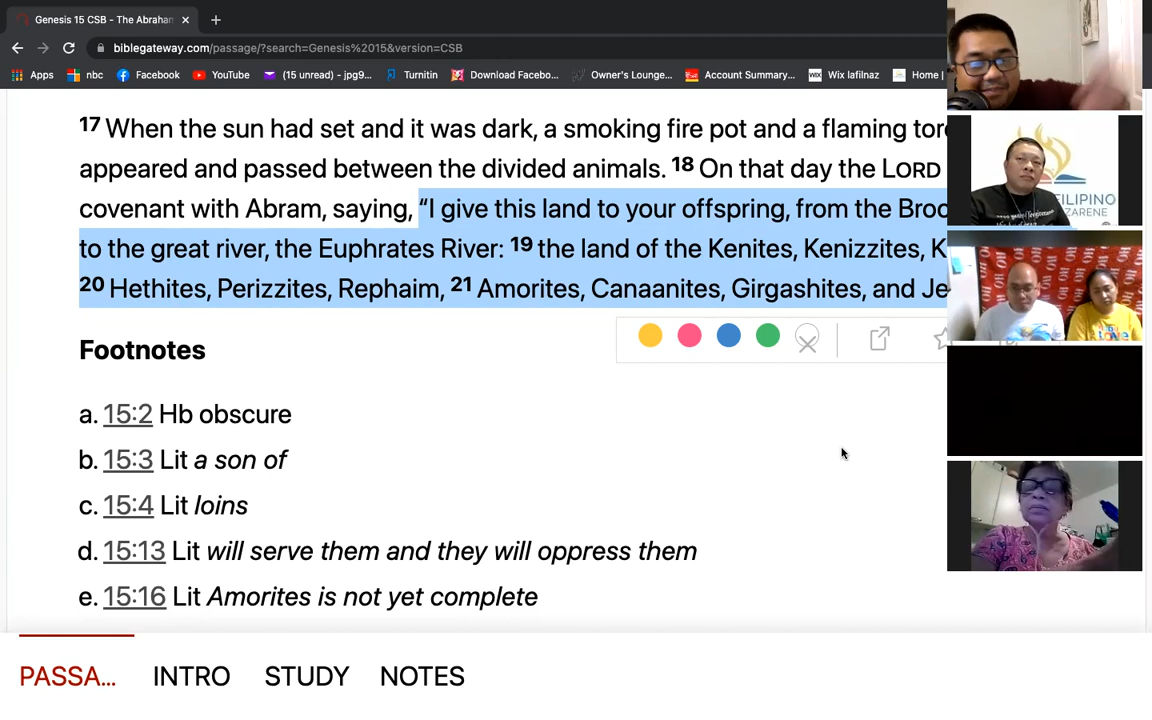 Genesis 15 CSB - The Abraham
biblegateway.com/passage/?search=Genesis%2015&version=CSB
Apps nbc Facebook YouTube (15 unread) - jpg9... Turnitin Download Facebo... Owner's Lounge... Account Summary... Wix lafilnaz Home |
17 When the sun had set and it was dark, a smoking fire pot and a flaming tor
appeared and passed between the divided animals. 18 On that day the LORD
covenant with Abram, saying, “I give this land to your offspring, from the Broo
to the great river, the Euphrates River: 19 the land of the Kenites, Kenizzites, K
20 Hethites, Perizzites, Rephaim, 21 Amorites, Canaanites, Girgashites, and Je
Footnotes
a. 15:2 Hb obscure
b. 15:3 Lit a son of
c. 15:4 Lit loins
d. 15:13 Lit will serve them and they will oppress them
e. 15:16 Lit Amorites is not yet complete
PASSA... INTRO STUDY NOTES
FILIPINO
ZARENE